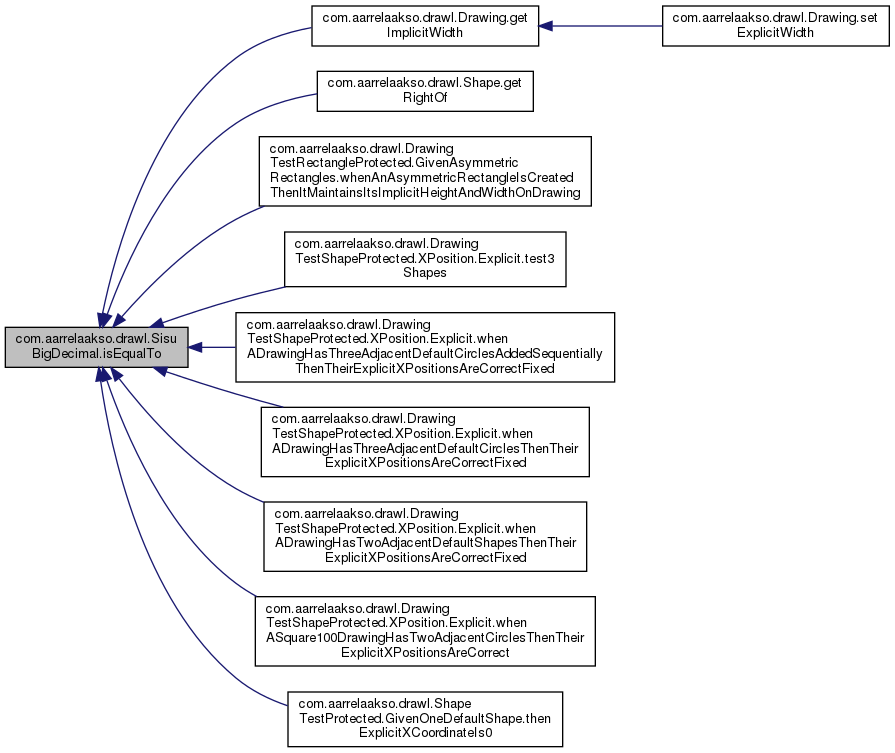 com.aarrelaakso.drawl.Drawing.get
ImplicitWidth
com.aarrelaakso.drawl.Drawing.set
ExplicitWidth
com.aarrelaakso.drawl.Shape.get
RightOf
com.aarrelaakso.drawl.Drawing
TestRectangleProtected.GivenAsymmetric
Rectangles.whenAnAsymmetricRectangleIsCreated
ThenItMaintainsItsImplicitHeightAndWidthOnDrawing
com.aarrelaakso.drawl.Drawing
TestShapeProtected.XPosition.Explicit.test3
Shapes
com.aarrelaakso.drawl.Sisu
BigDecimal.isEqualTo
com.aarrelaakso.drawl.Drawing
TestShapeProtected.XPosition.Explicit.when
ADrawingHasThreeAdjacentDefaultCirclesAddedSequentially
ThenTheirExplicitXPositionsAreCorrectFixed
com.aarrelaakso.drawl.Drawing
TestShapeProtected.XPosition.Explicit.when
ADrawingHasThreeAdjacentDefaultCirclesThenTheir
ExplicitXPositionsAreCorrectFixed
com.aarrelaakso.drawl.Drawing
TestShapeProtected.XPosition.Explicit.when
ADrawingHasTwoAdjacentDefaultShapesThenTheir
ExplicitXPositionsAreCorrectFixed
com.aarrelaakso.drawl.Drawing
TestShapeProtected.XPosition.Explicit.when
ASquare100DrawingHasTwoAdjacentCirclesThenTheir
ExplicitXPositionsAreCorrect
com.aarrelaakso.drawl.Shape
TestProtected.GivenOneDefaultShape.then
ExplicitXCoordinateIs0